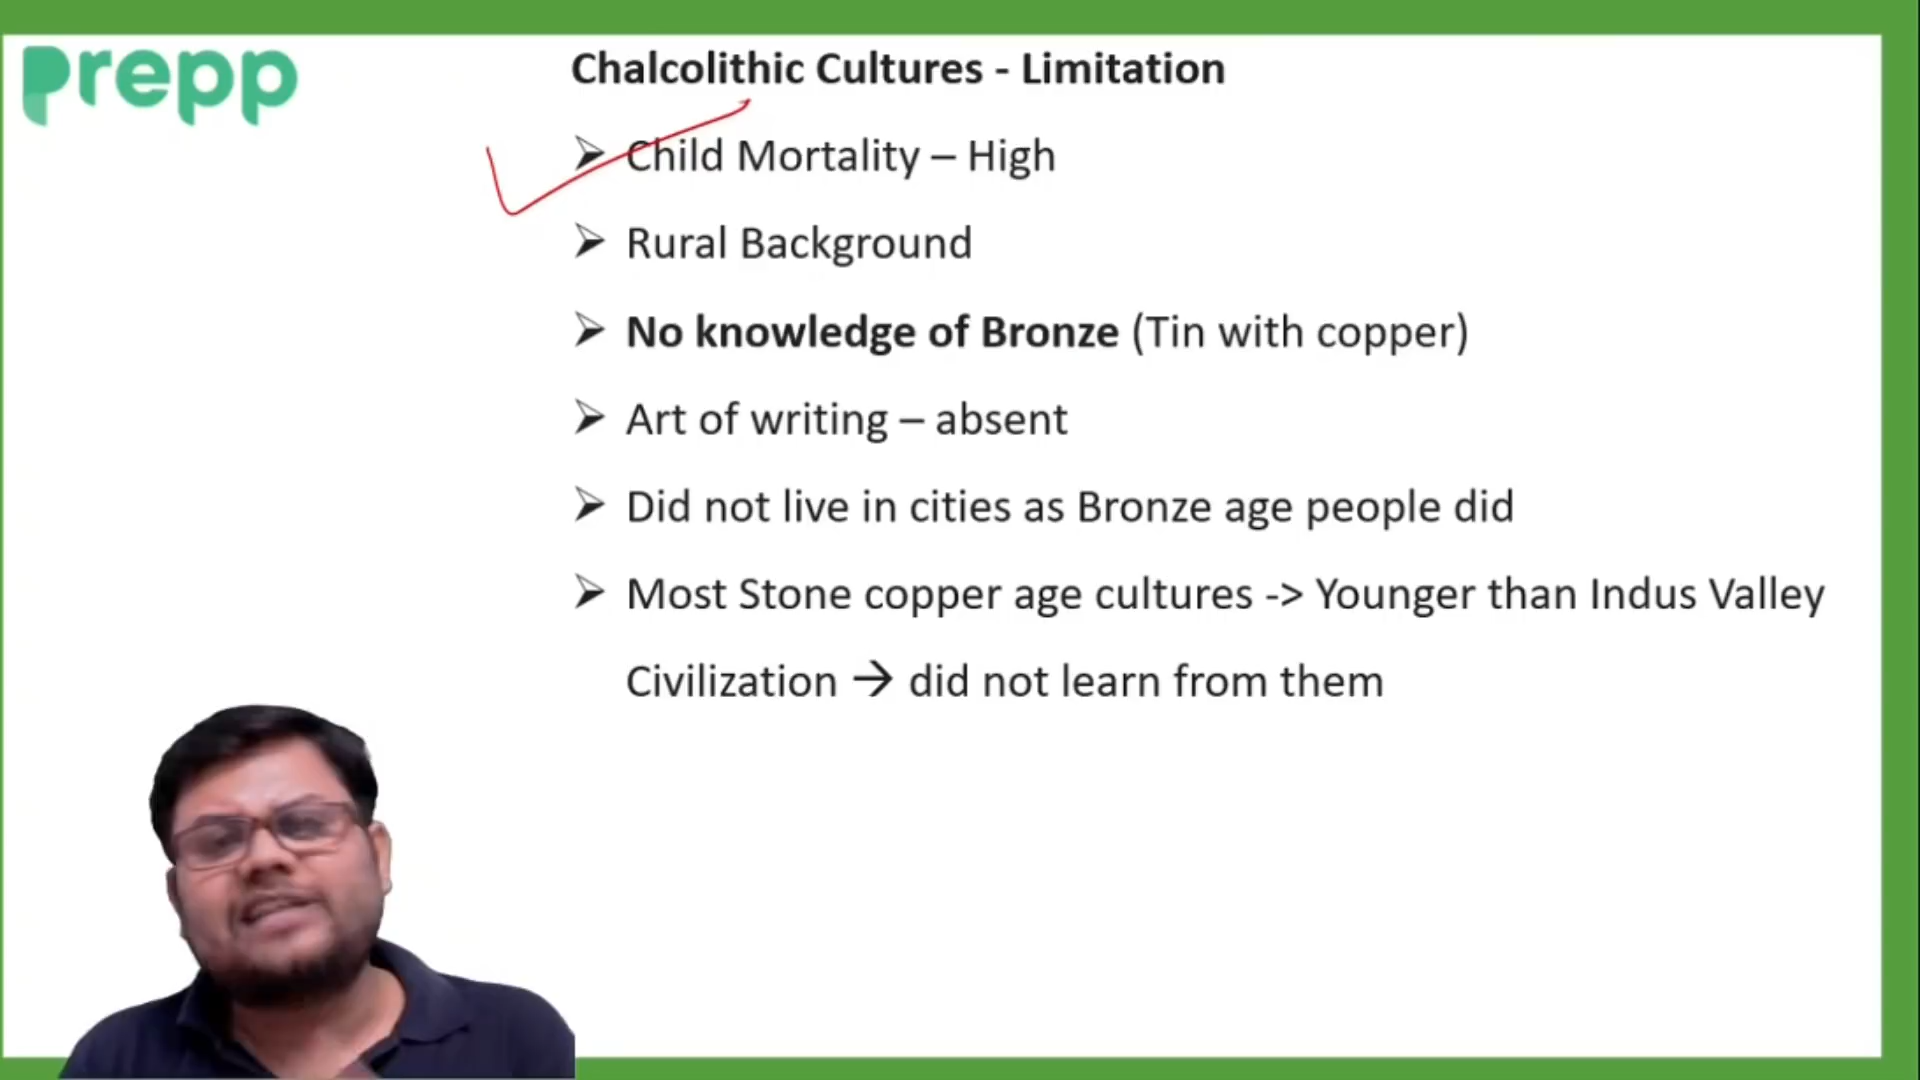 prepp
Chalcolithic Cultures - Limitation
➢ Child Mortality – High
➢ Rural Background
➢ No knowledge of Bronze (Tin with copper)
➢ Art of writing – absent
➢ Did not live in cities as Bronze age people did
➢ Most Stone copper age cultures -> Younger than Indus Valley
Civilization → did not learn from them